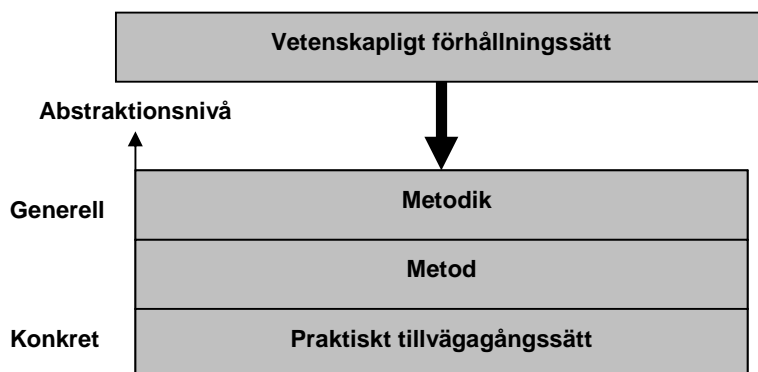 Vetenskapligt förhållningssätt
Abstraktionsnivå
Generell
Metodik
Metod
Konkret
Praktiskt tillvägagångssätt